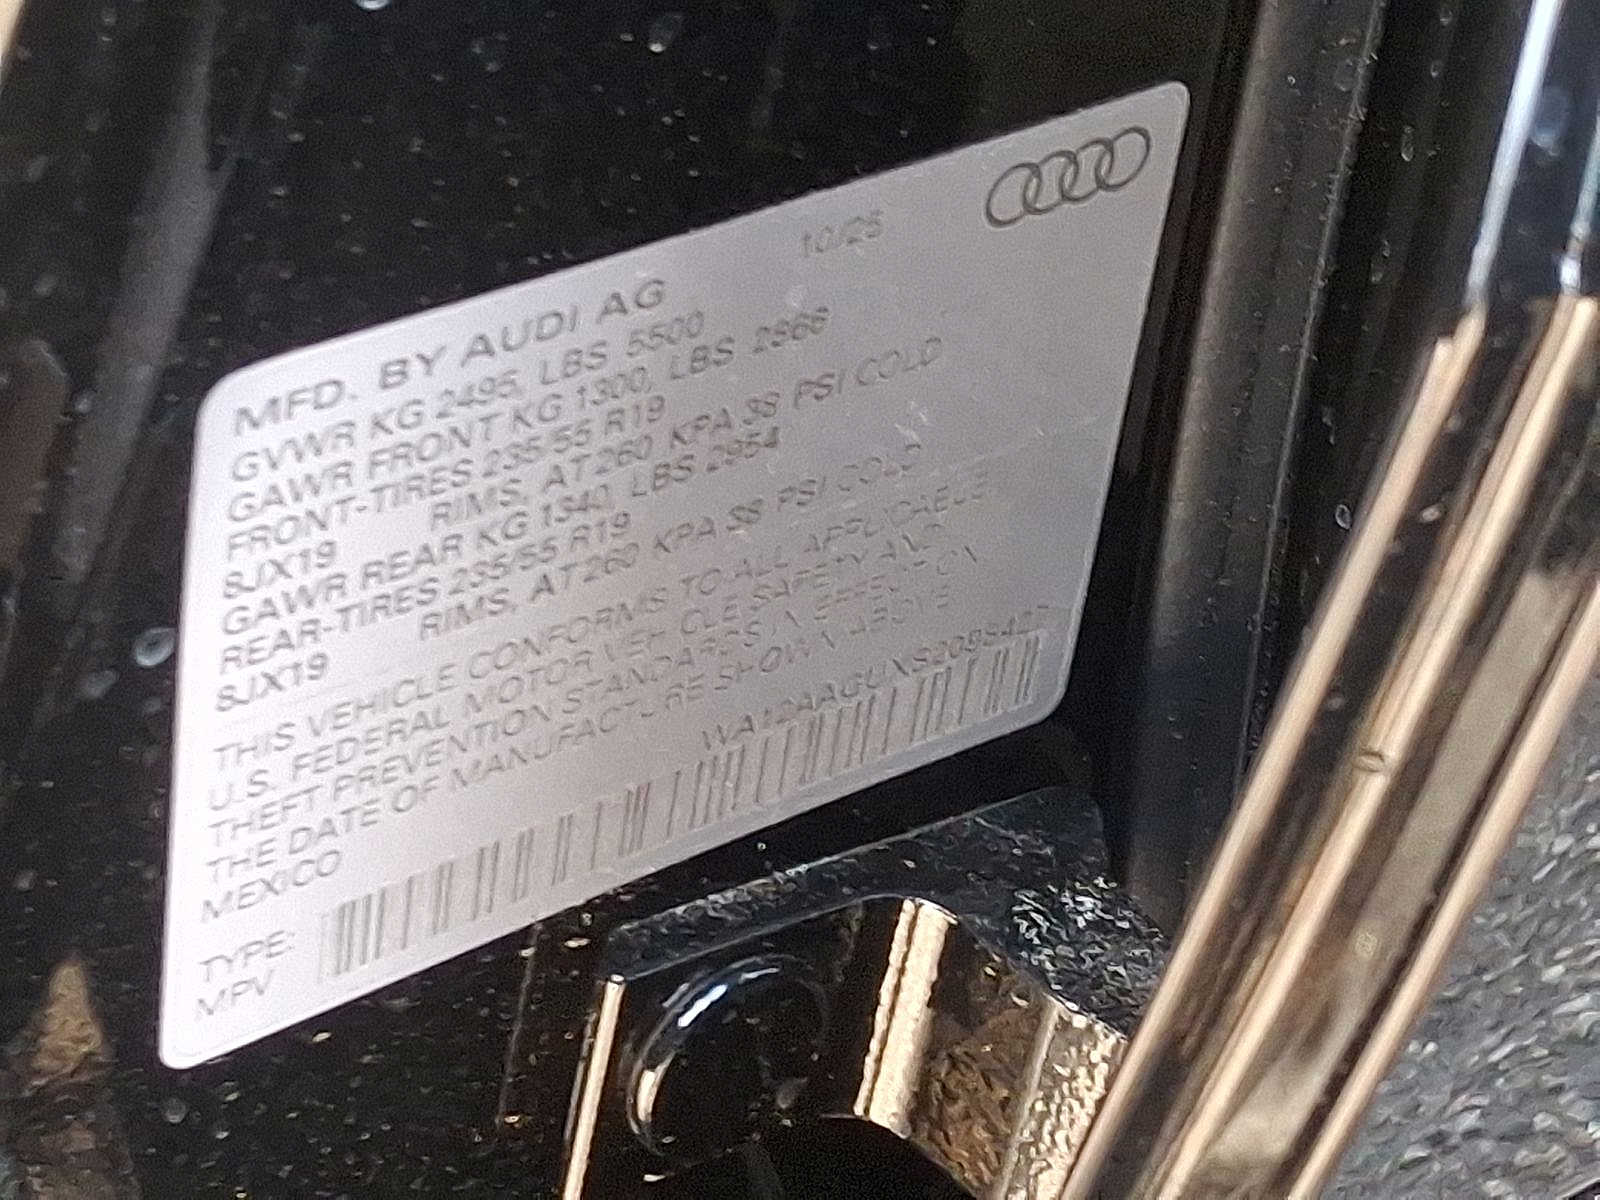 10/25
MFD. BY AUDI AG
GVWR KG 2495, LBS 5500
GAWR FRONT KG 1300, LBS 2866
FRONT-TIRES 235/55 R19
8JX19 RIMS, AT 260 KPA 38 PSI COLD
GAWR REAR KG 1340, LBS 2954
REAR-TIRES 235/55 R19
8JX19 RIMS, AT 260 KPA 38 PSI COLD
THIS VEHICLE CONFORMS TO ALL APPLICABLE
U.S. FEDERAL MOTOR VEHICLE SAFETY AND
THEFT PREVENTION STANDARDS IN EFFECT ON
THE DATE OF MANUFACTURE SHOWN ABOVE
MEXICO
TYPE:
MPV